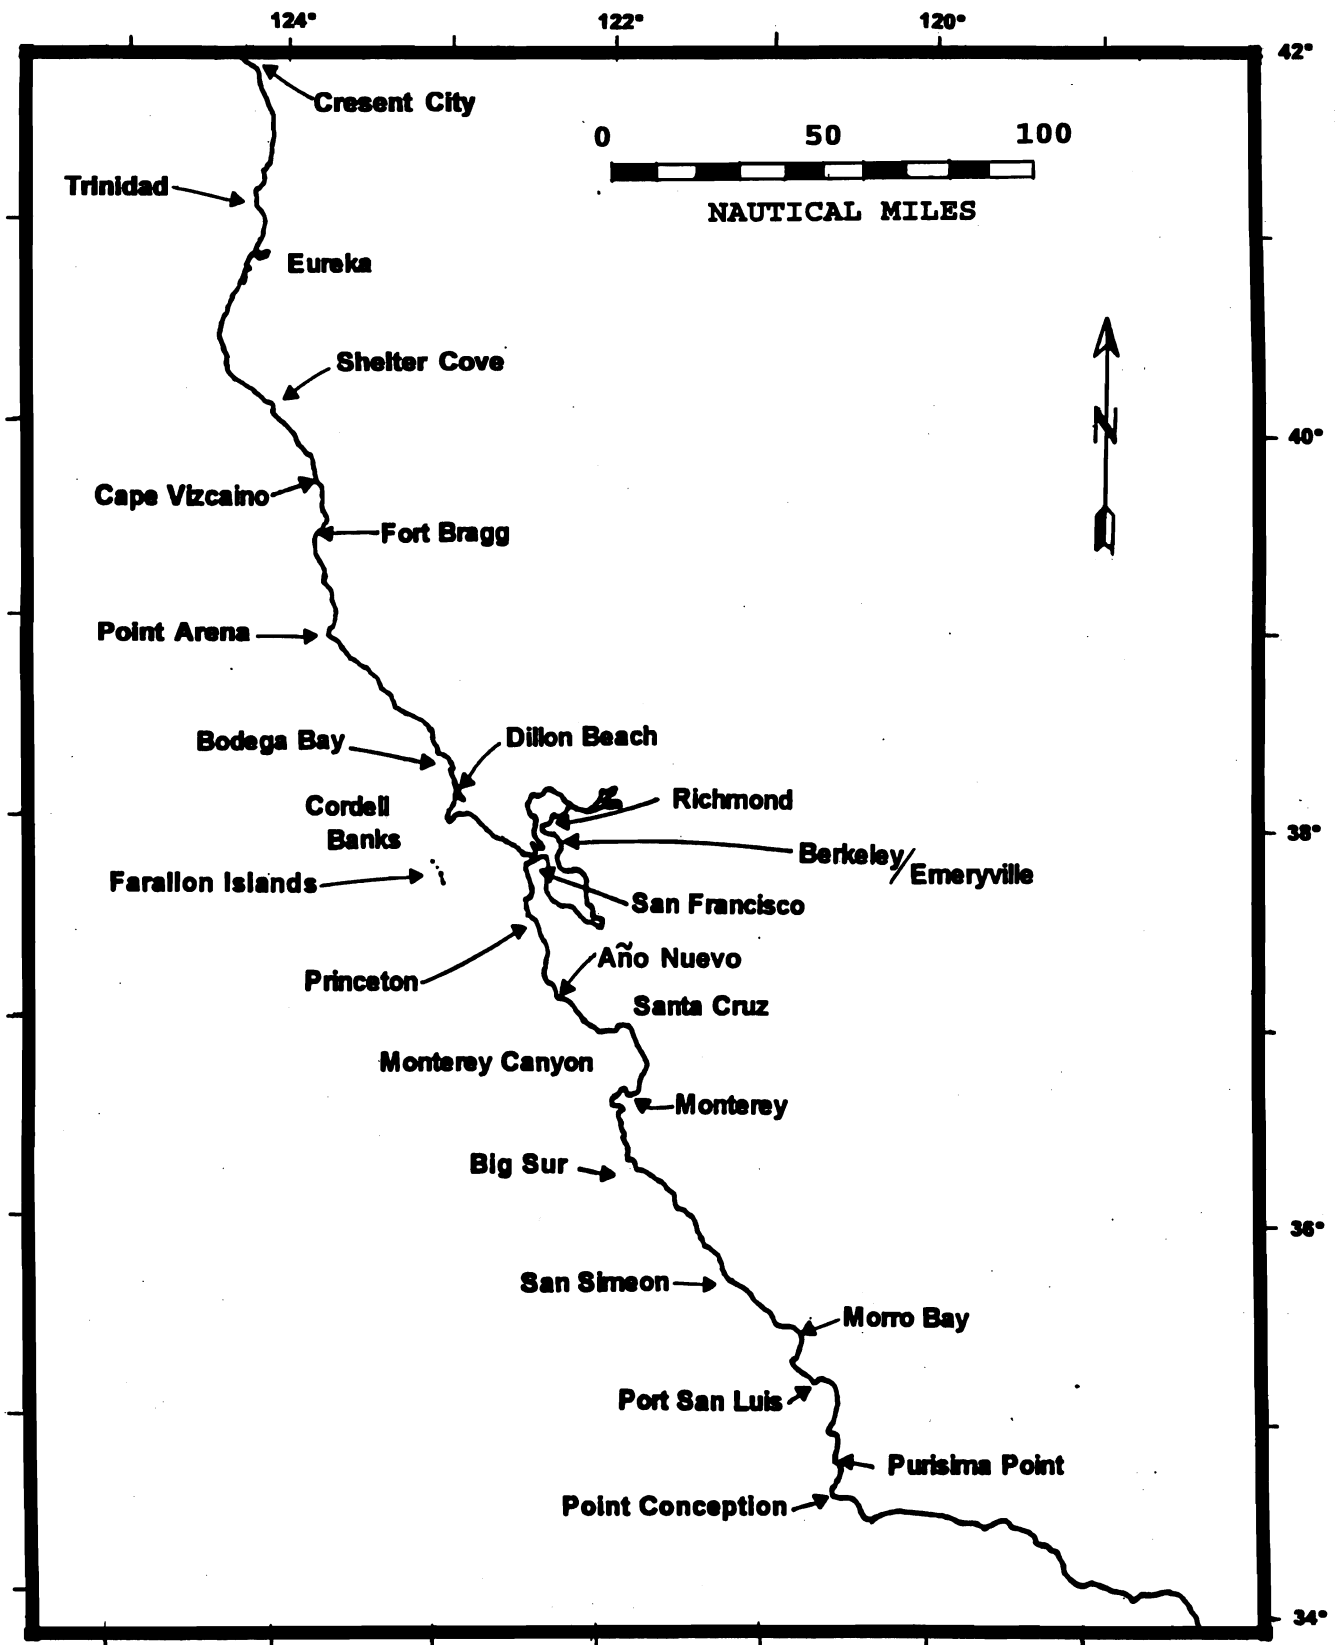 124° 122° 120°
42°
Cresent City
0 50 100
Trinidad
NAUTICAL MILES
Eureka
Shelter Cove
N
40°
Cape Vizcaino
Fort Bragg
Point Arena
Bodega Bay
Dillon Beach
Cordell
Banks
Richmond
38°
Berkeley/
Emeryville
Farallon Islands
San Francisco
Año Nuevo
Princeton
Santa Cruz
Monterey Canyon
Monterey
Big Sur
36°
San Simeon
Morro Bay
Port San Luis
Purisima Point
Point Conception
34°